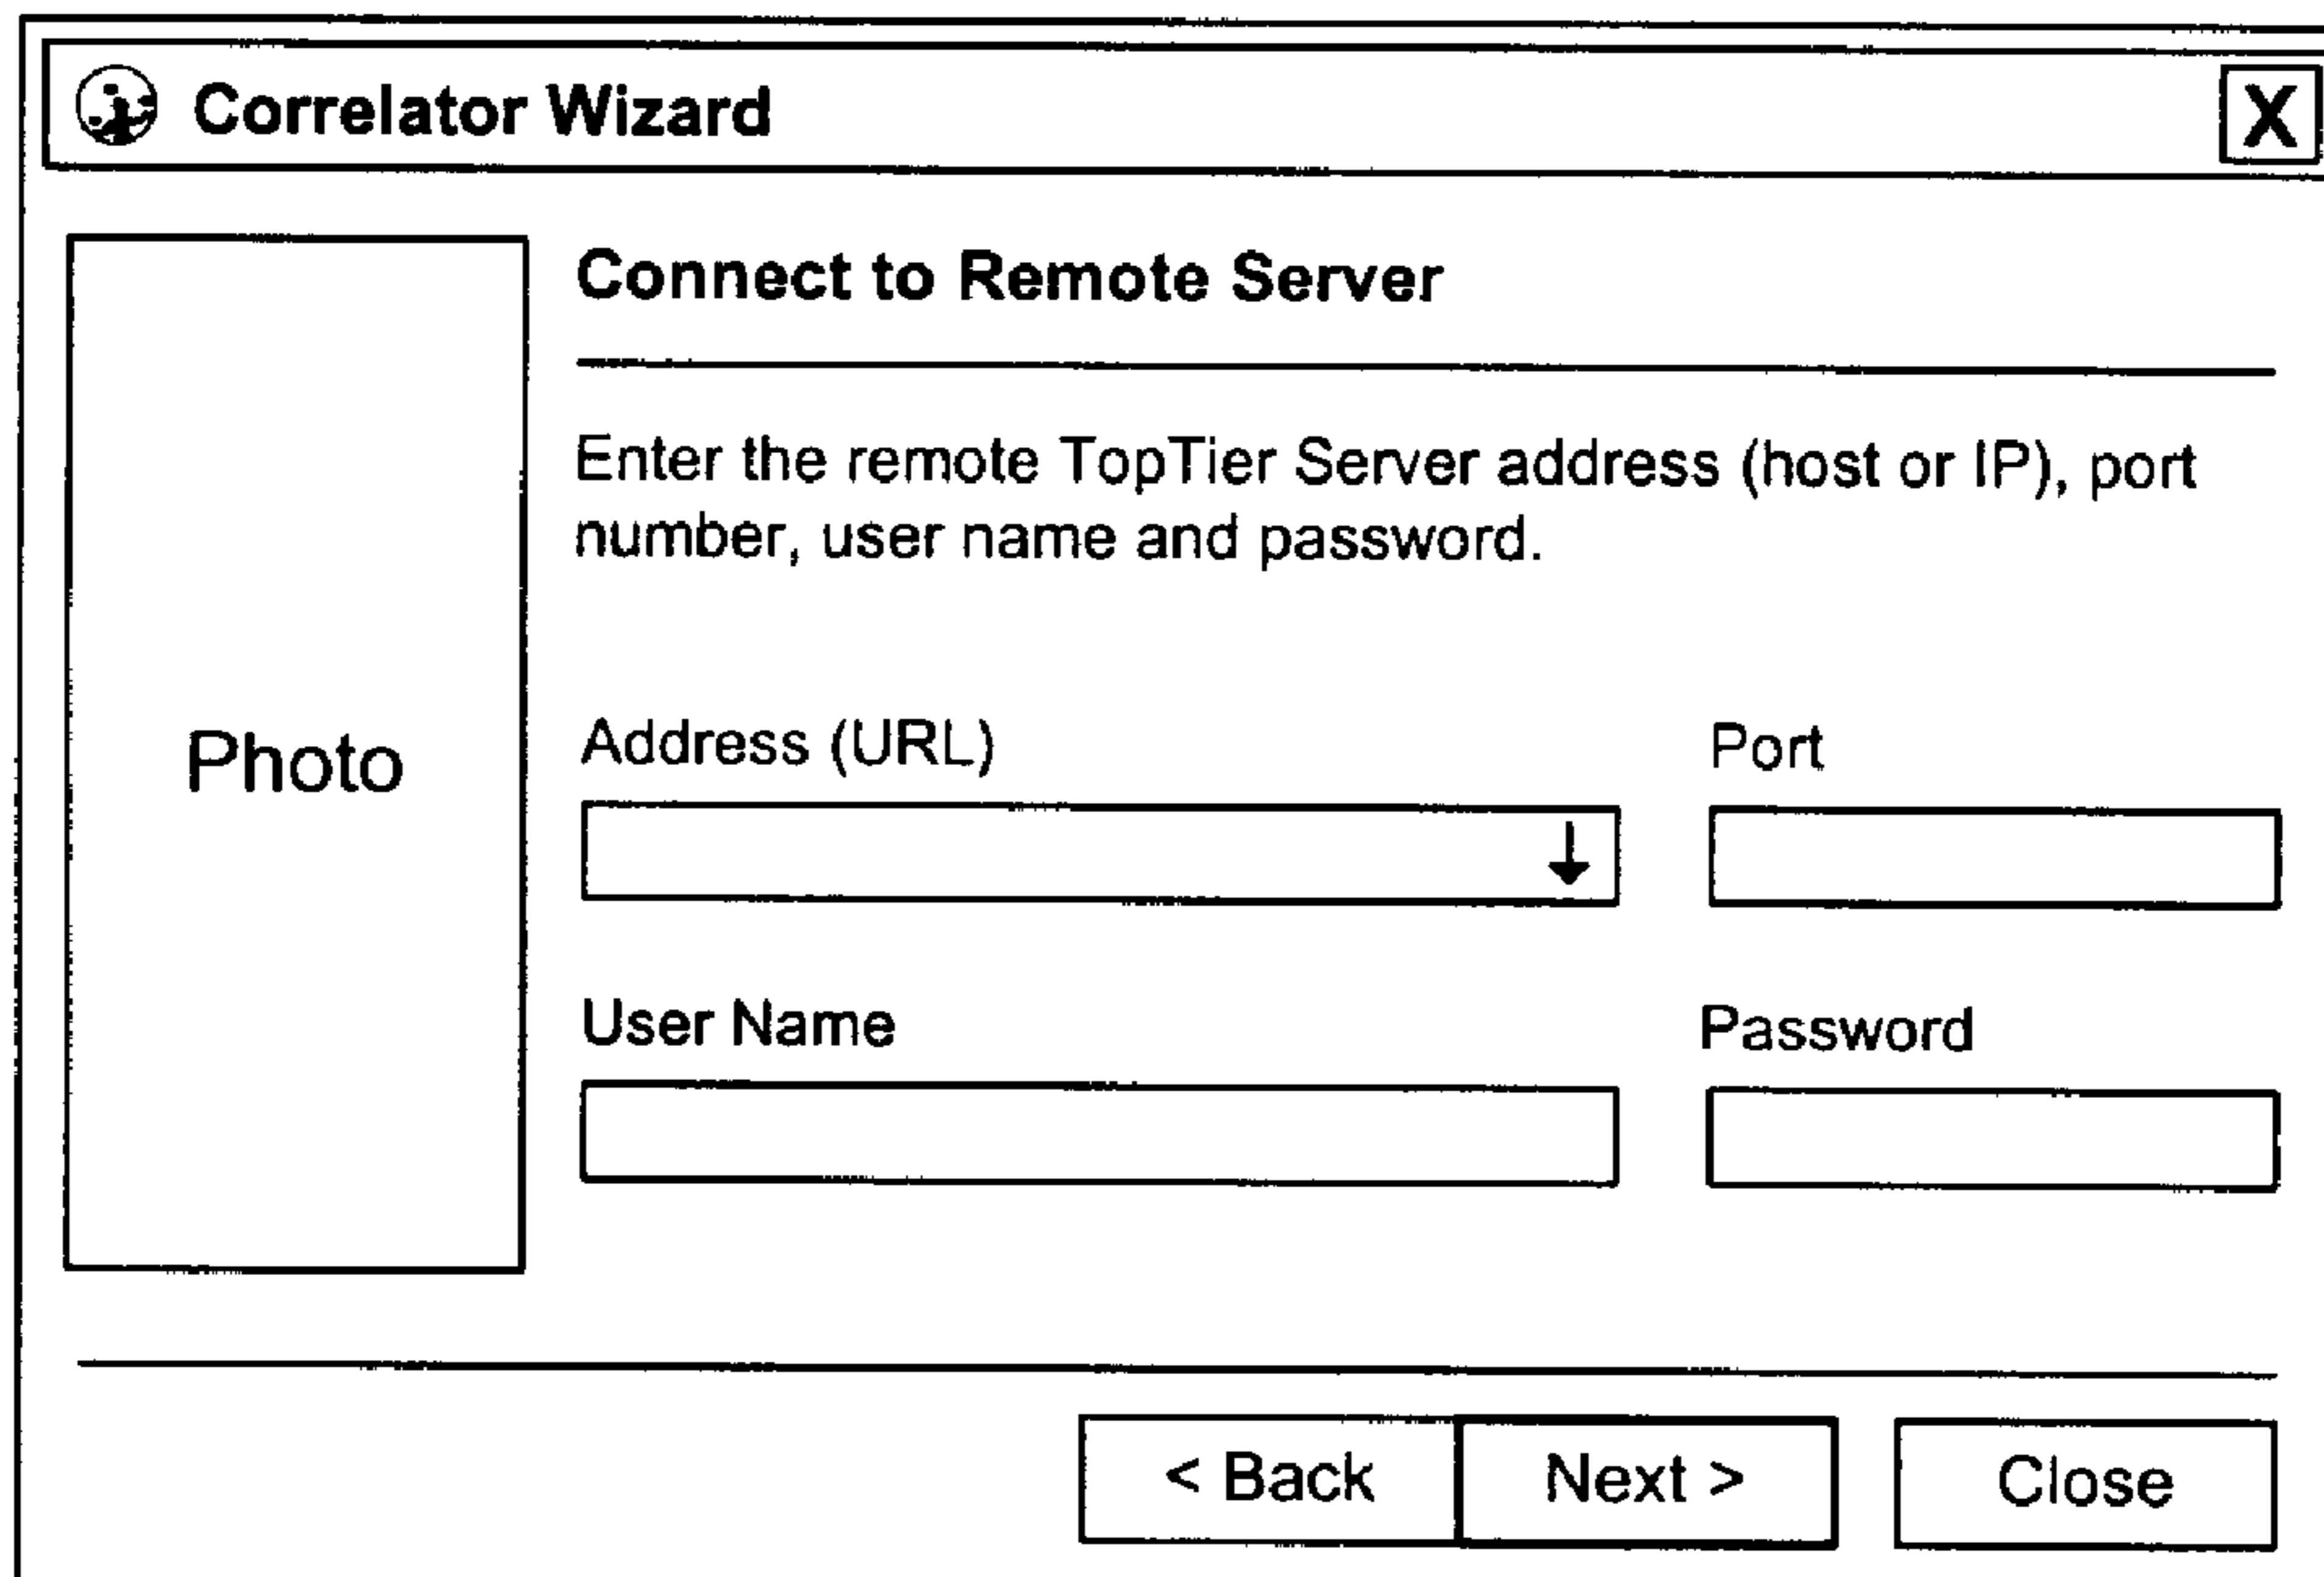 Correlator Wizard
X
Connect to Remote Server
Enter the remote TopTier Server address (host or IP), port
number, user name and password.
Photo
Address (URL)
Port
User Name
Password
< Back
Next >
Close